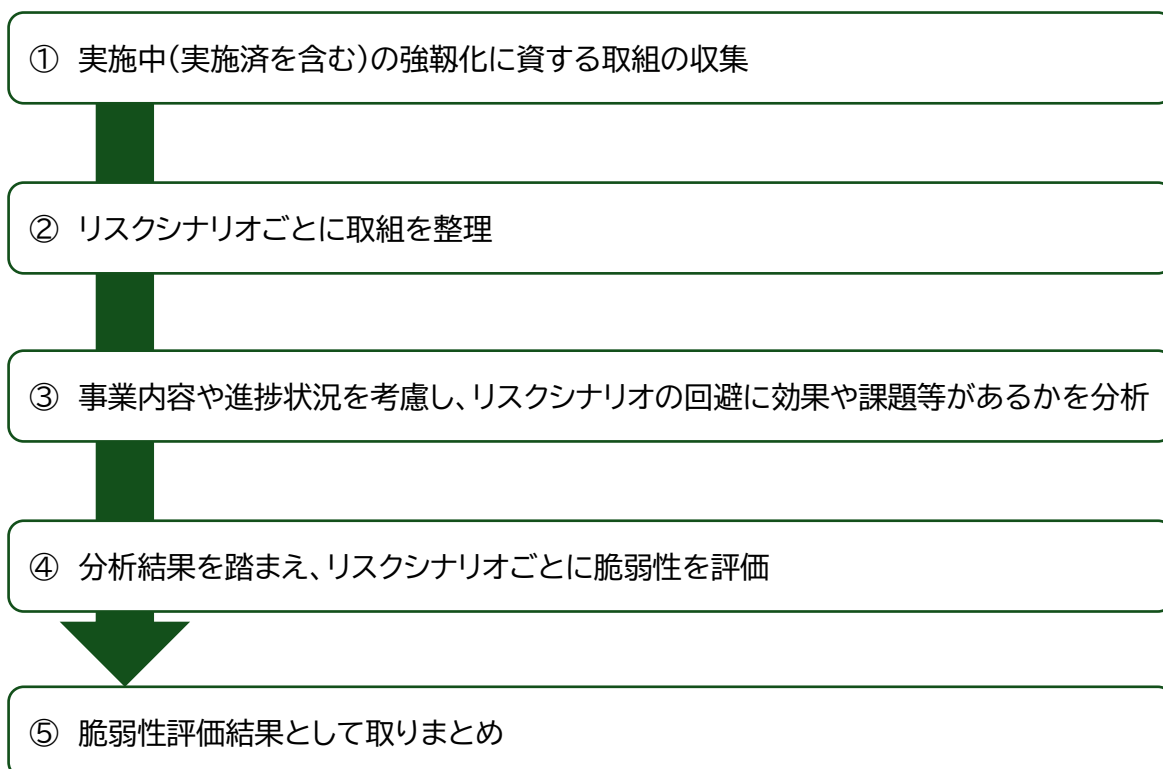 ① 実施中(実施済を含む)の強靱化に資する取組の収集
② リスクシナリオごとに取組を整理
③ 事業内容や進捗状況を考慮し、リスクシナリオの回避に効果や課題等があるかを分析
④ 分析結果を踏まえ、リスクシナリオごとに脆弱性を評価
⑤ 脆弱性評価結果として取りまとめ